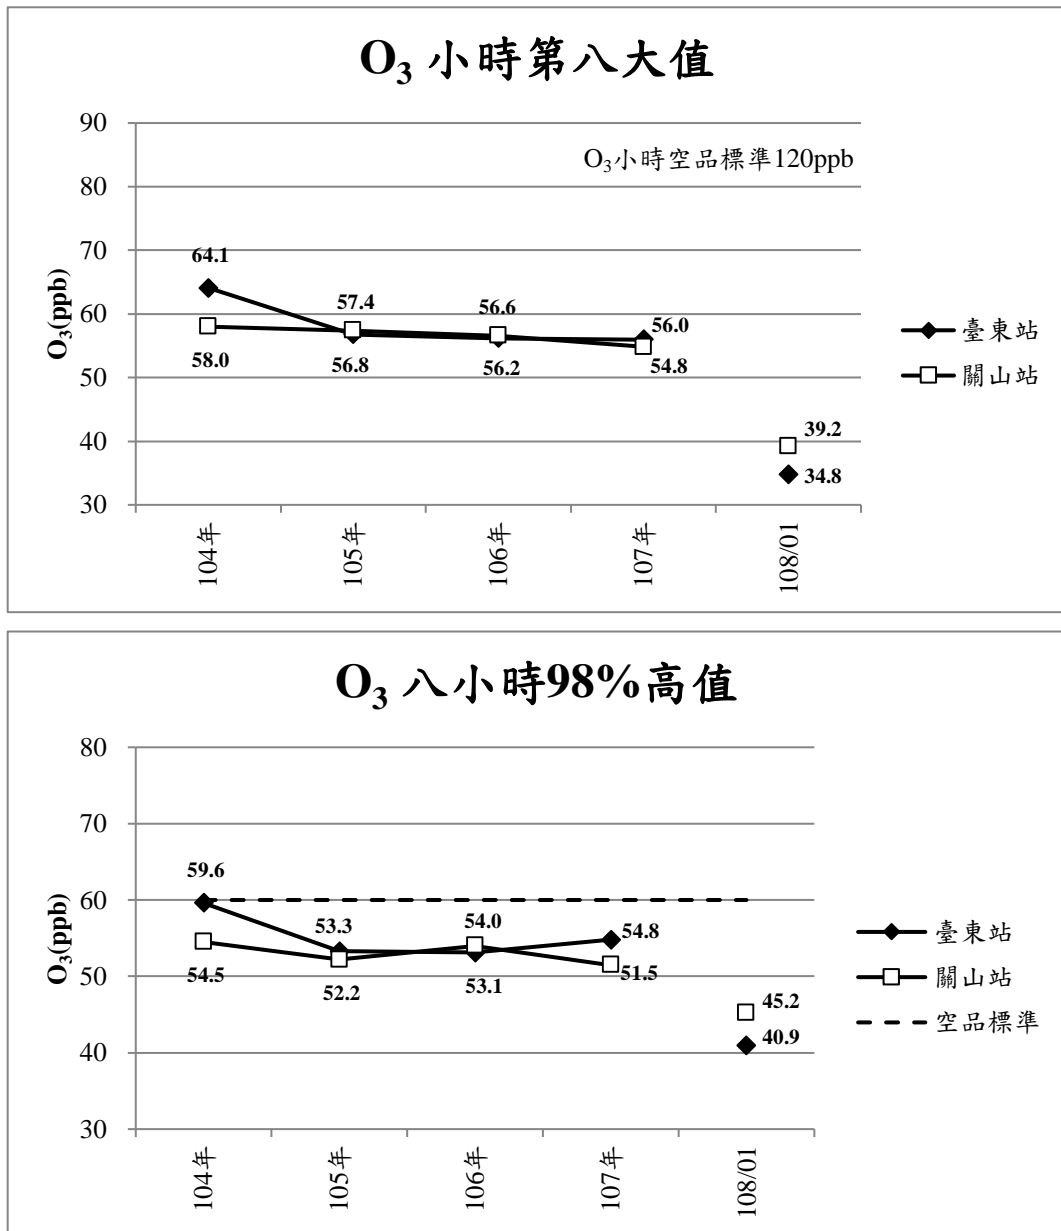 O₃ 小時第八大值
O₃小時空品標準120ppb
O₃(ppb)
90
80
70
60
50
40
30
64.1
57.4
56.6
56.0
58.0
56.8
56.2
54.8
39.2
34.8
104年
105年
106年
107年
108/01
臺東站
關山站
O₃ 八小時98%高值
O₃(ppb)
80
70
60
50
40
30
59.6
53.3
54.0
54.8
54.5
52.2
53.1
51.5
45.2
40.9
104年
105年
106年
107年
108/01
臺東站
關山站
空品標準